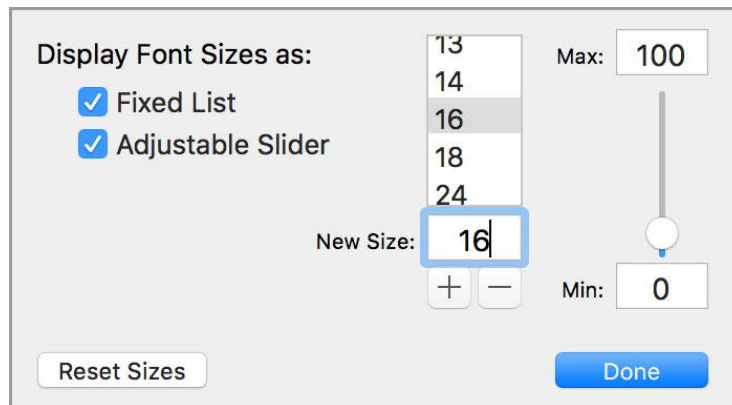 Display Font Sizes as:
Fixed List
Adjustable Slider
13
14
16
18
24
New Size: 16
+ −
Max: 100
Min: 0
Reset Sizes
Done